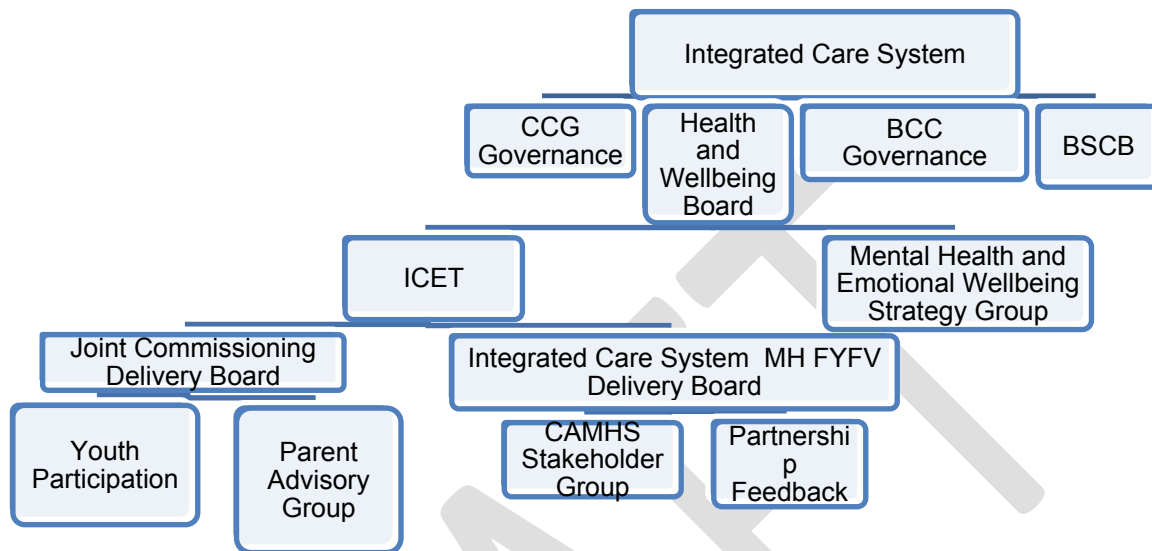 Integrated Care System
CCG
Governance
Health
and
Wellbeing
Board
BCC
Governance
BSCB
ICET
Mental Health and
Emotional Wellbeing
Strategy Group
Joint Commissioning
Delivery Board
Integrated Care System MH FYFV
Delivery Board
Youth
Participation
Parent
Advisory
Group
CAMHS
Stakeholder
Group
Partnershi
p
Feedback